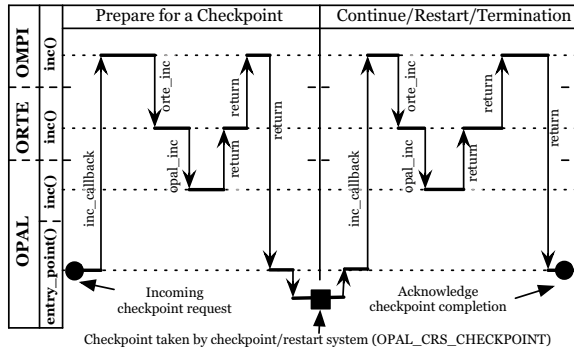 Prepare for a Checkpoint
Continue/Restart/Termination
OMPI
inc()
ORTE
inc()
OPAL
inc()
entry_point()
inc_callback
orte_inc
opal_inc
return
return
return
inc_callback
orte_inc
opal_inc
return
return
return
Incoming
checkpoint request
Acknowledge
checkpoint completion
Checkpoint taken by checkpoint/restart system (OPAL_CRS_CHECKPOINT)